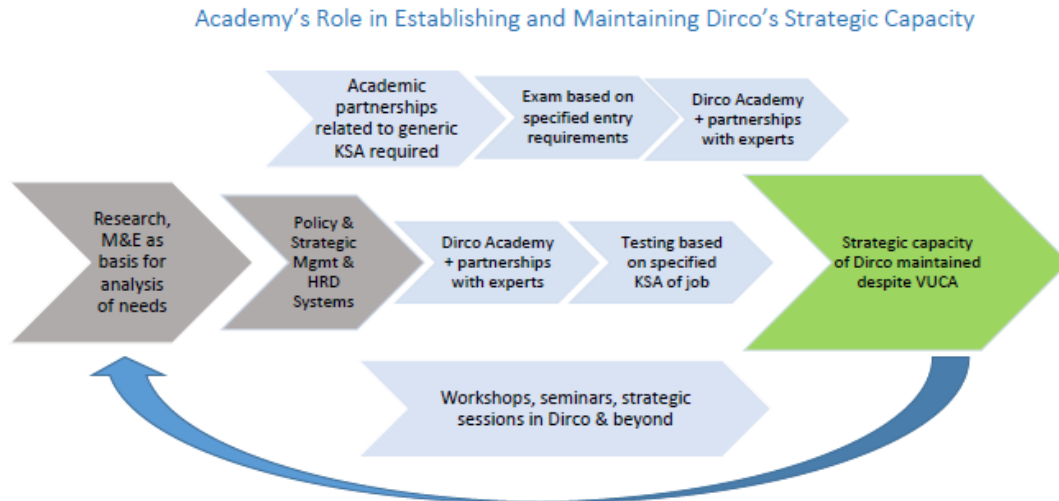 Academy's Role in Establishing and Maintaining Dirco's Strategic Capacity
Academic
partnerships
related to generic
KSA required
Exam based on
specified entry
requirements
Dirco Academy
+ partnerships
with experts
Research,
M&E as
basis for
analysis
of needs
Policy &
Strategic
Mgmt &
HRD
Systems
Dirco Academy
+ partnerships
with experts
Testing based
on specified
KSA of job
Strategic capacity
of Dirco maintained
despite VUCA
Workshops, seminars, strategic
sessions in Dirco & beyond